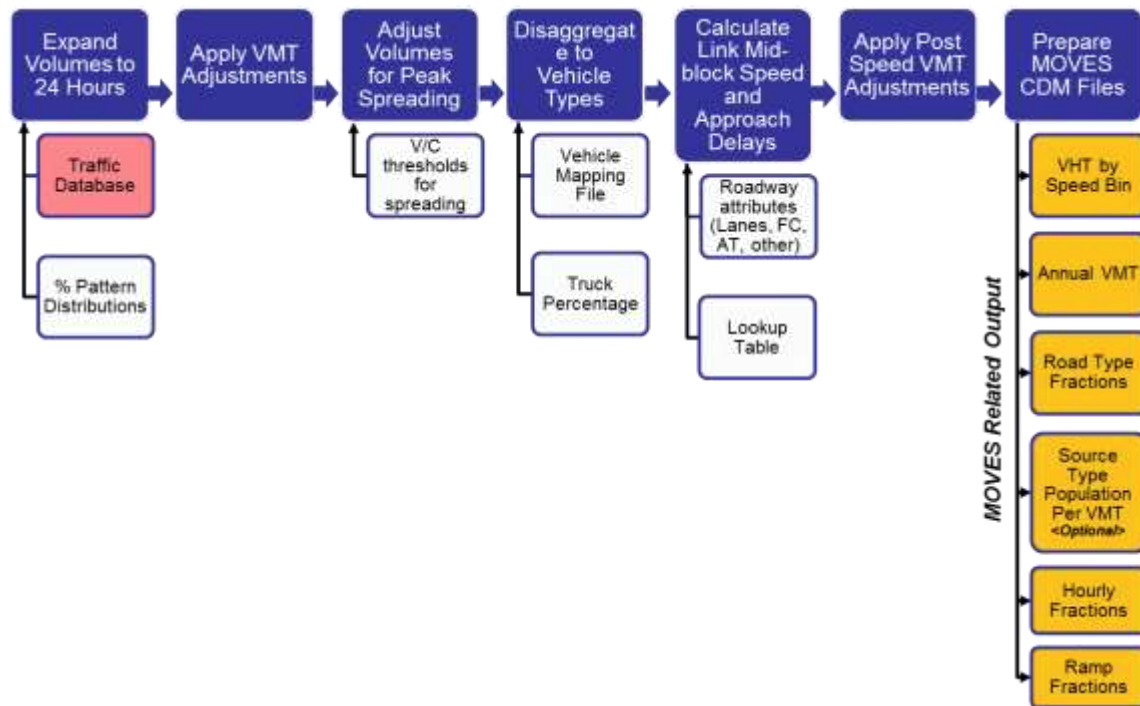 Expand
Volumes to
24 Hours
Apply VMT
Adjustments
Adjust
Volumes for
Peak
Spreading
Disaggregat
e to
Vehicle
Types
Calculate
Link Mid-
block Speed
and
Approach
Delays
Apply Post
Speed VMT
Adjustments
Prepare
MOVES
CDM Files
Traffic
Database
% Pattern
Distributions
V/C
thresholds
for
spreading
Vehicle
Mapping
File
Truck
Percentage
Roadway
attributes
(Lanes, FC,
AT, other)
Lookup
Table
MOVES Related Output
VHT by
Speed Bin
Annual VMT
Road Type
Fractions
Source
Type
Population
Per VMT
<Optional>
Hourly
Fractions
Ramp
Fractions